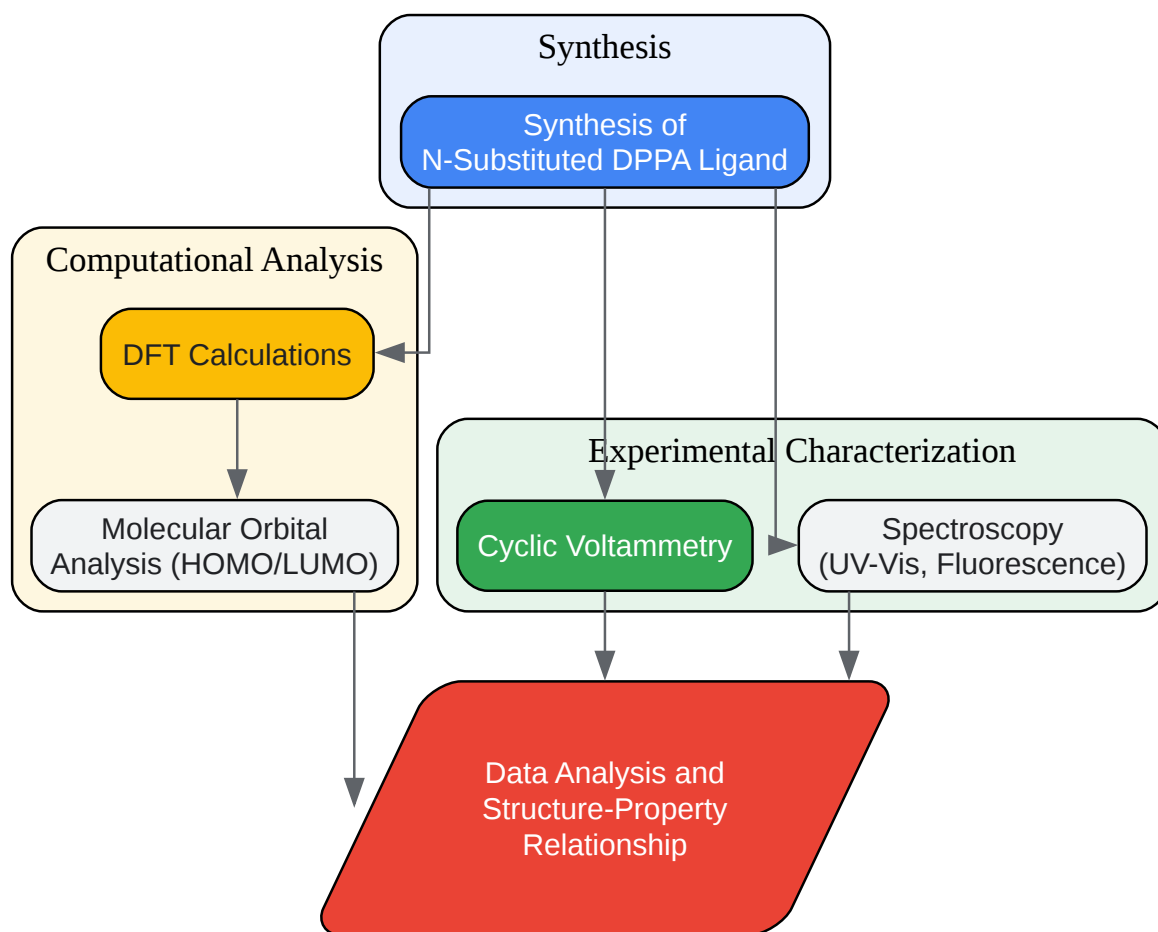 Synthesis
Synthesis of
N-Substituted DPPA Ligand
Computational Analysis
DFT Calculations
Molecular Orbital
Analysis (HOMO/LUMO)
Experimental Characterization
Cyclic Voltammetry
Spectroscopy
(UV-Vis, Fluorescence)
Data Analysis and
Structure-Property
Relationship